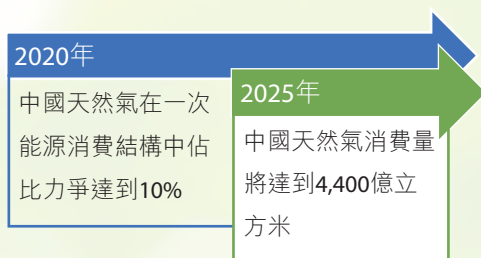 2020年
中國天然氣在一次
能源消費結構中佔
比力爭達到10%
2025年
中國天然氣消費量
將達到4,400億立
方米